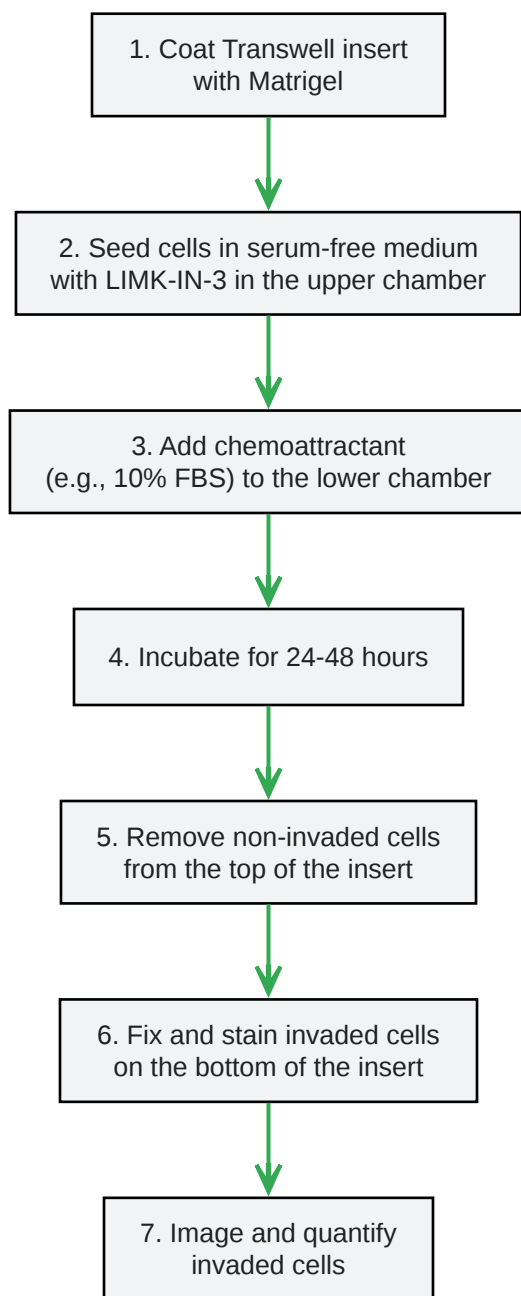 1. Coat Transwell insert
with Matrigel
2. Seed cells in serum-free medium
with LIMK-IN-3 in the upper chamber
3. Add chemoattractant
(e.g., 10% FBS) to the lower chamber
4. Incubate for 24-48 hours
5. Remove non-invaded cells
from the top of the insert
6. Fix and stain invaded cells
on the bottom of the insert
7. Image and quantify
invaded cells